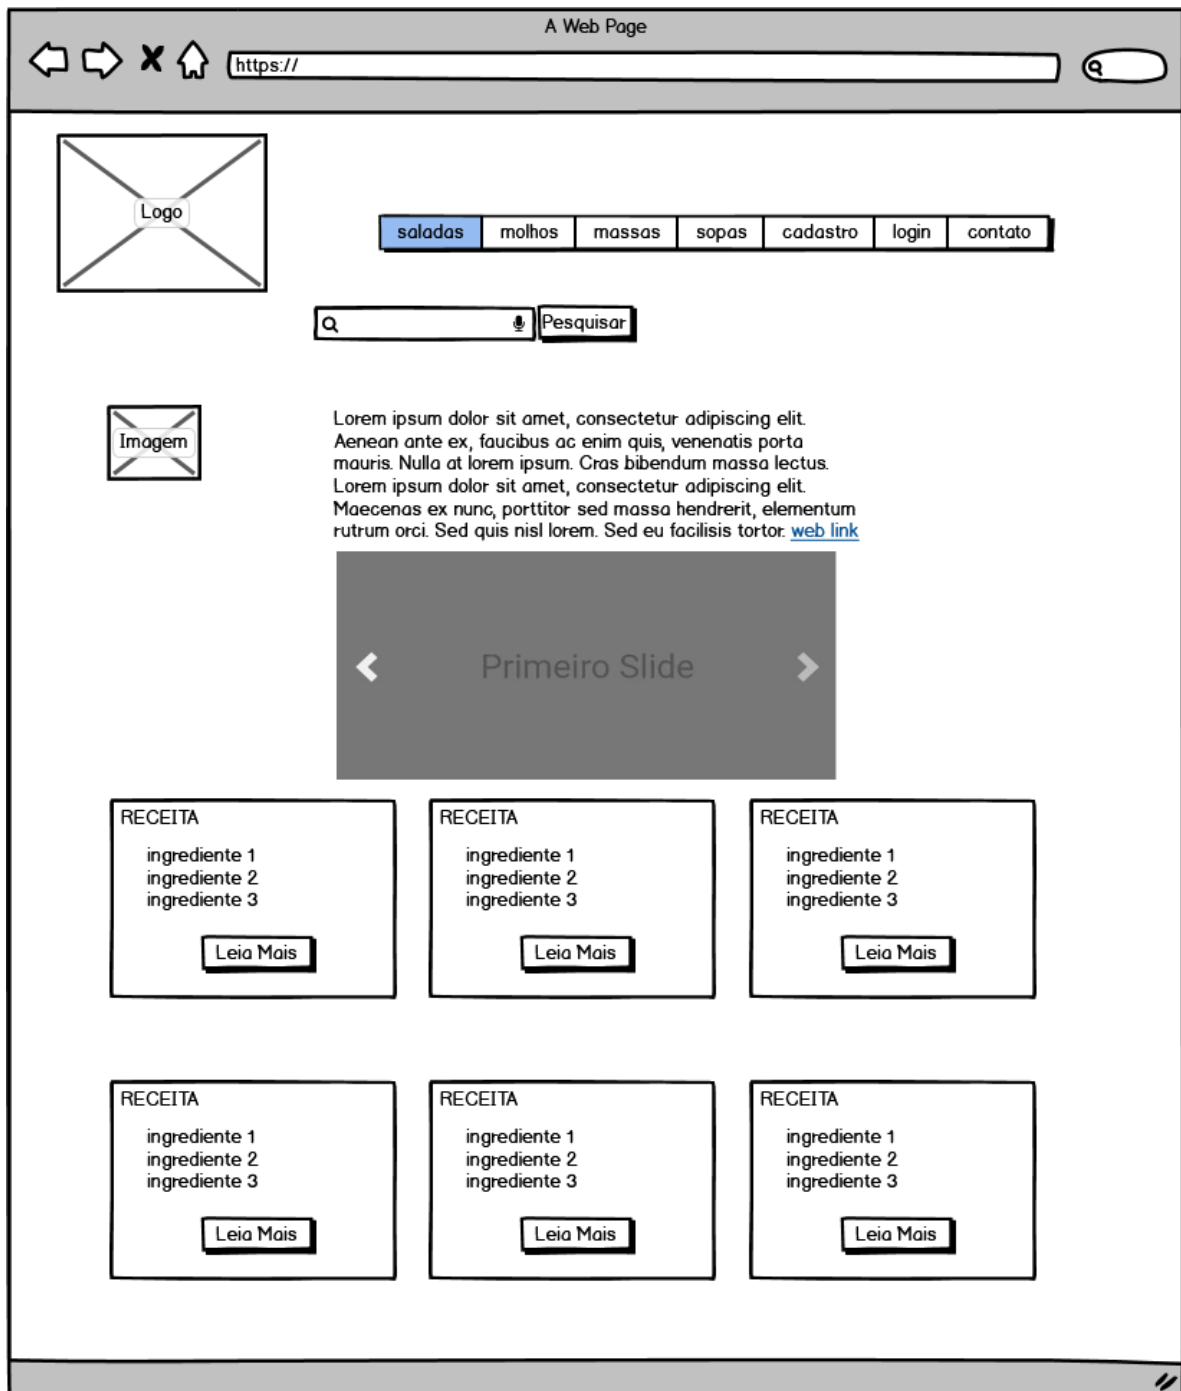 A Web Page
https://
Logo
saladas molhos massas sopas cadastro login contato
Pesquisar
Imagem
Lorem ipsum dolor sit amet, consectetur adipiscing elit.
Aenean ante ex, faucibus ac enim quis, venenatis porta
mauris. Nulla at lorem ipsum. Cras bibendum massa lectus.
Lorem ipsum dolor sit amet, consectetur adipiscing elit.
Maecenas ex nunc, porttitor sed massa hendrerit, elementum
rutrum orci. Sed quis nisl lorem. Sed eu facilisis tortor. web link
Primeiro Slide
RECEITA
ingrediente 1
ingrediente 2
ingrediente 3
Leia Mais
RECEITA
ingrediente 1
ingrediente 2
ingrediente 3
Leia Mais
RECEITA
ingrediente 1
ingrediente 2
ingrediente 3
Leia Mais
RECEITA
ingrediente 1
ingrediente 2
ingrediente 3
Leia Mais
RECEITA
ingrediente 1
ingrediente 2
ingrediente 3
Leia Mais
RECEITA
ingrediente 1
ingrediente 2
ingrediente 3
Leia Mais